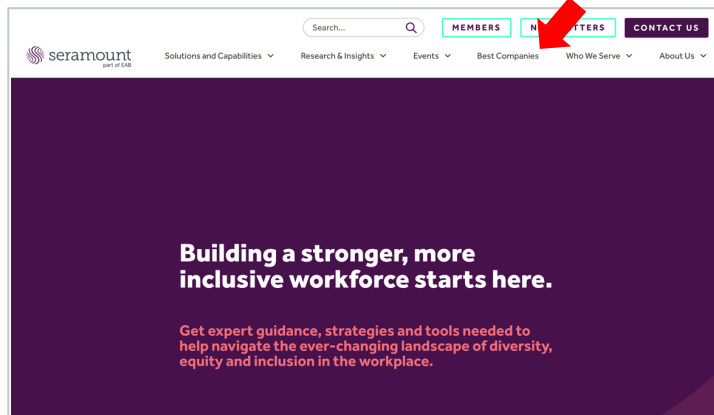 Search...
MEMBERS
CONTACT US
seramount
part of EAB
Solutions and Capabilities
Research & Insights
Events
Best Companies
Who We Serve
About Us
Building a stronger, more
inclusive workforce starts here.
Get expert guidance, strategies and tools needed to
help navigate the ever-changing landscape of diversity,
equity and inclusion in the workplace.